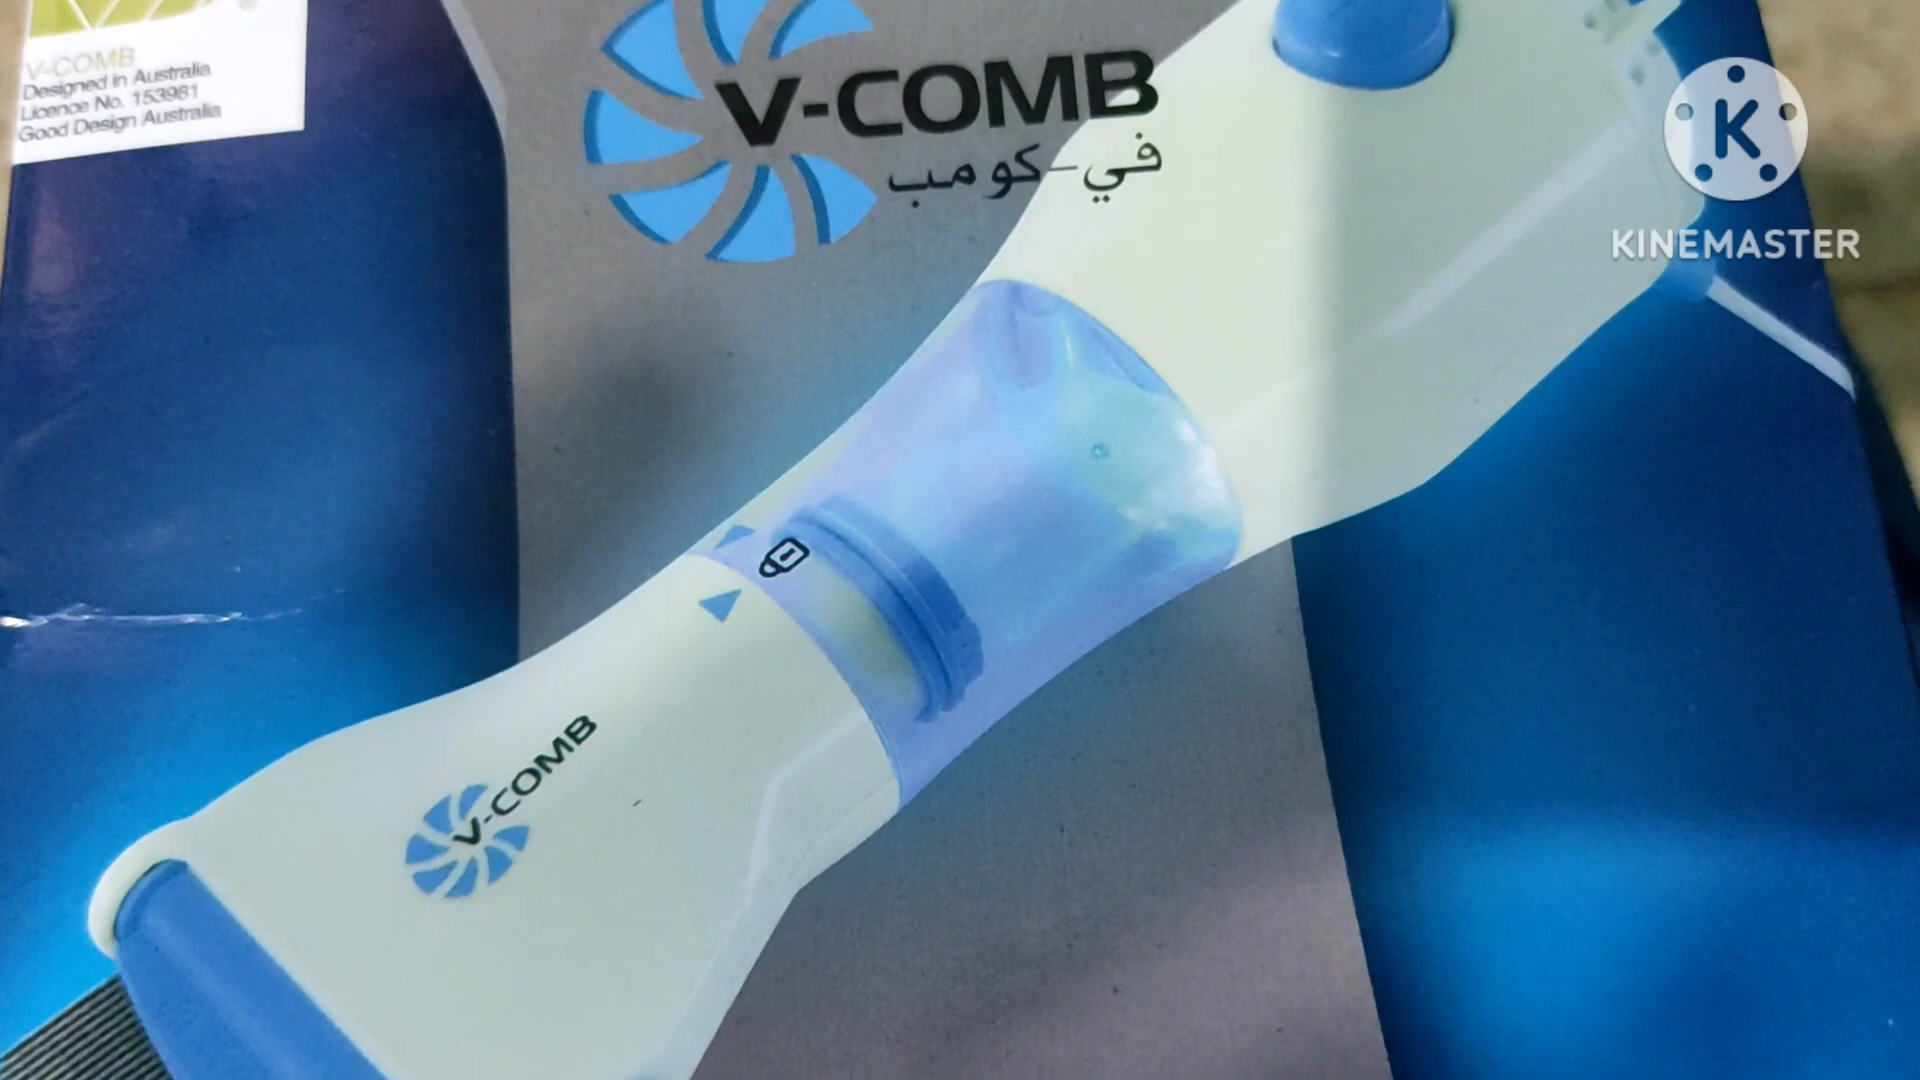 V-COMB
Designed in Australia
Licence No. 153981
Good Design Australia
V-COMB
في-كومب
K
KINEMASTER
V-COMB